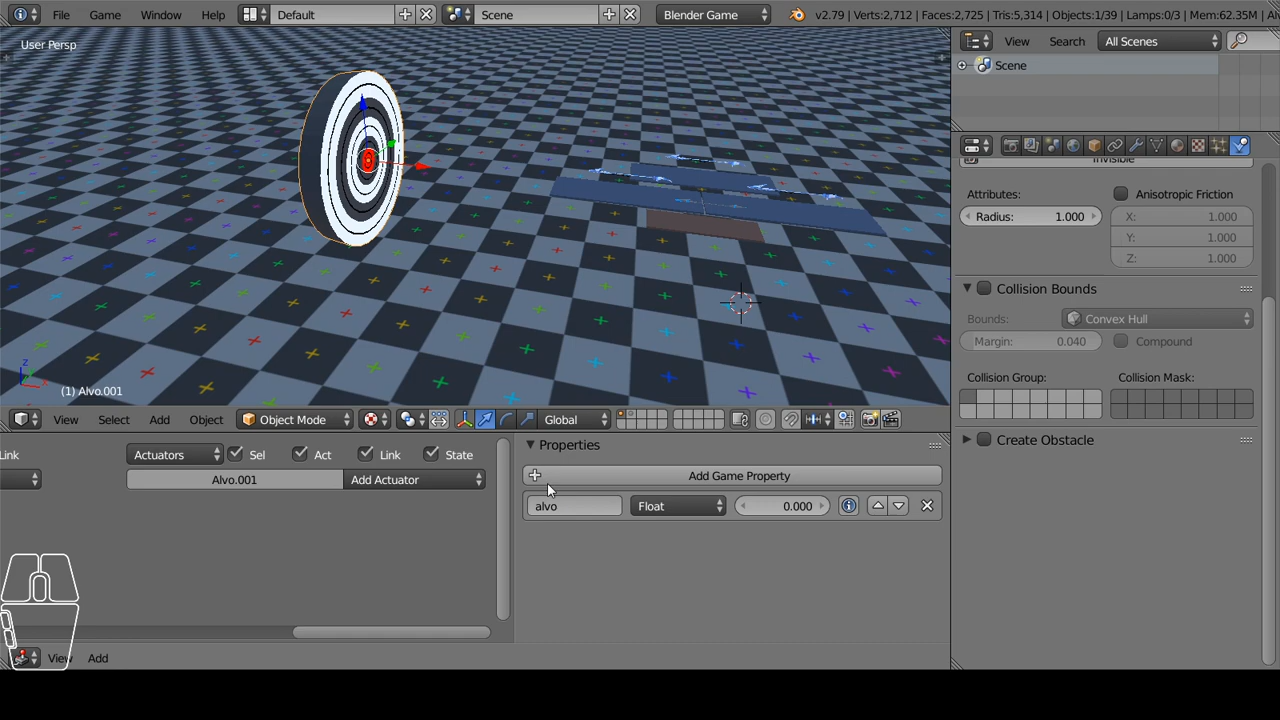 File Game Window Help Default Scene Blender Game v2.79 | Verts:2,712 | Faces:2,725 | Tris:5,314 | Objects:1/39 | Lamps:0/3 | Mem:62.35M |
User Persp
View Search All Scenes
Scene
Invisible
Attributes: Anisotropic Friction
Radius: 1.000 X: 1.000
Y: 1.000
Z: 1.000
Collision Bounds
Bounds: Convex Hull
Margin: 0.040 Compound
Collision Group: Collision Mask:
Create Obstacle
z
x
(1) Alvo.001
View Select Add Object Object Mode Global
Link Actuators Sel Act Link State
Alvo.001 Add Actuator
Properties
Add Game Property
alvo Float 0.000
View Add